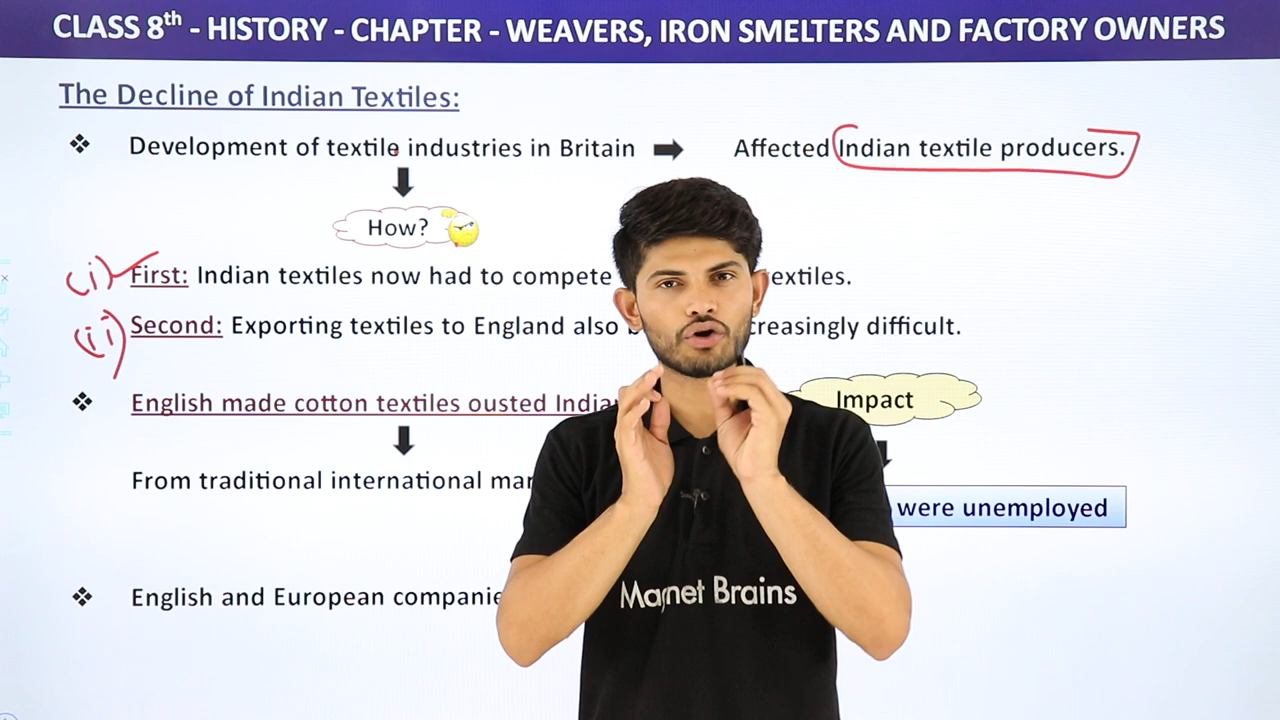 CLASS 8th - HISTORY - CHAPTER - WEAVERS, IRON SMELTERS AND FACTORY OWNERS
The Decline of Indian Textiles:
Development of textile industries in Britain Affected Indian textile producers.
How?
(i) First: Indian textiles now had to compete
(ii) Second: Exporting textiles to England also difficult.
English made cotton textiles ousted Impact
From traditional international
were unemployed
English and European
Magnet Brains